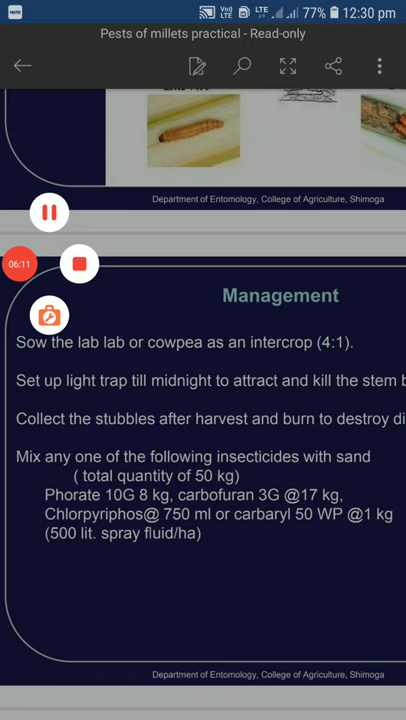 77% 12:30 pm
Pests of millets practical - Read-only
Department of Entomology, College of Agriculture, Shimoga
06:11
Management
Sow the lab lab or cowpea as an intercrop (4:1).
Set up light trap till midnight to attract and kill the stem b
Collect the stubbles after harvest and burn to destroy di
Mix any one of the following insecticides with sand
( total quantity of 50 kg)
Phorate 10G 8 kg, carbofuran 3G @17 kg,
Chlorpyriphos@ 750 ml or carbaryl 50 WP @1 kg
(500 lit. spray fluid/ha)
Department of Entomology, College of Agriculture, Shimoga